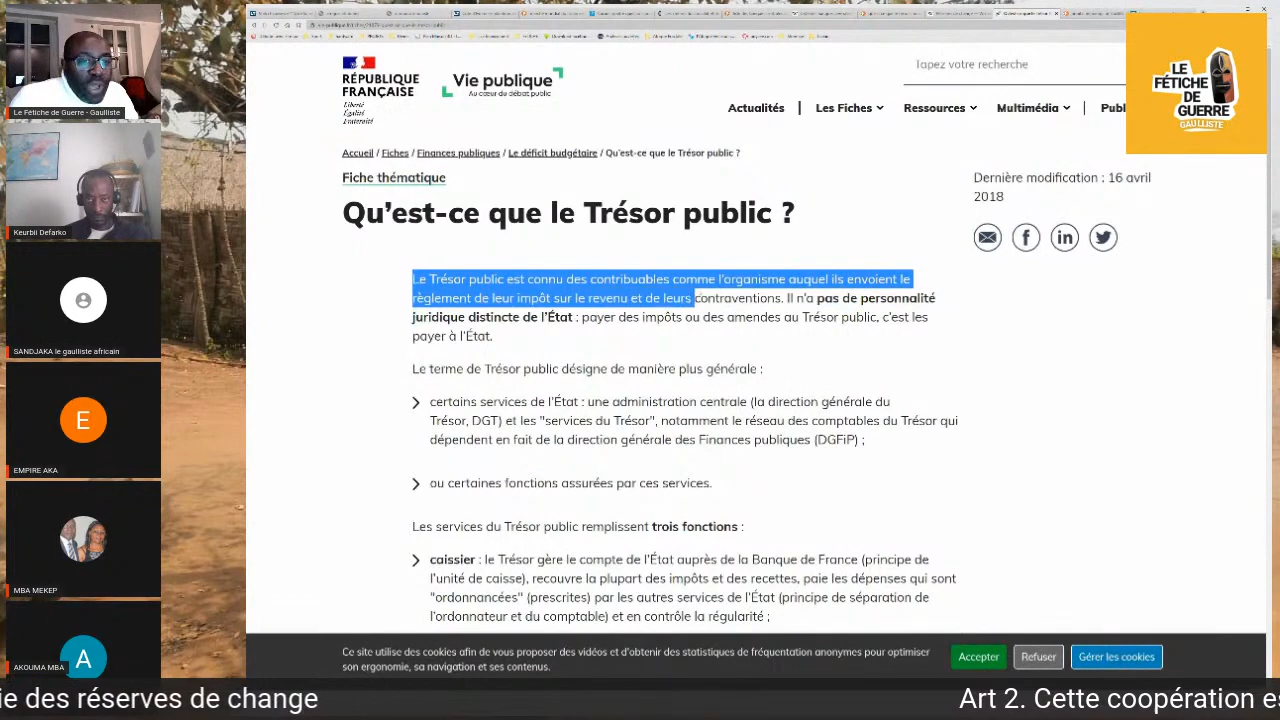 Le Fétiche de Guerre - Gaulliste
Keurbil Defarko
SANDJAKA le gaulliste africain
E
EMPIRE AKA
MBA MEKEP
A
AKOUMA MBA
RÉPUBLIQUE
FRANÇAISE
Liberté
Égalité
Fraternité
Vie publique
Au cœur du débat public
Tapez votre recherche
Actualités
Les Fiches
Ressources
Multimédia
Publ
LE
FÉTICHE
DE
GUERRE
GAULLISTE
Accueil / Fiches / Finances publiques / Le déficit budgétaire / Qu'est-ce que le Trésor public ?
Fiche thématique
Qu'est-ce que le Trésor public ?
Dernière modification : 16 avril
2018
Le Trésor public est connu des contribuables comme l'organisme auquel ils envoient le
règlement de leur impôt sur le revenu et de leurs contraventions. Il n'a pas de personnalité
juridique distincte de l'État : payer des impôts ou des amendes au Trésor public, c'est les
payer à l'État.
Le terme de Trésor public désigne de manière plus générale :
certains services de l'État : une administration centrale (la direction générale du
Trésor, DGT) et les "services du Trésor", notamment le réseau des comptables du Trésor qui
dépendent en fait de la direction générale des Finances publiques (DGFiP) ;
ou certaines fonctions assurées par ces services.
Les services du Trésor public remplissent trois fonctions :
caissier : le Trésor gère le compte de l'État auprès de la Banque de France (principe de
l'unité de caisse), recouvre la plupart des impôts et des recettes, paie les dépenses qui sont
"ordonnancées" (prescrites) par les autres services de l'État (principe de séparation de
l'ordonnateur et du comptable) et en contrôle la régularité ;
Ce site utilise des cookies afin de vous proposer des vidéos et d'obtenir des statistiques de fréquentation anonymes pour optimiser
son ergonomie, sa navigation et ses contenus.
Accepter
Refuser
Gérer les cookies
ie des réserves de change
Art 2. Cette coopération es